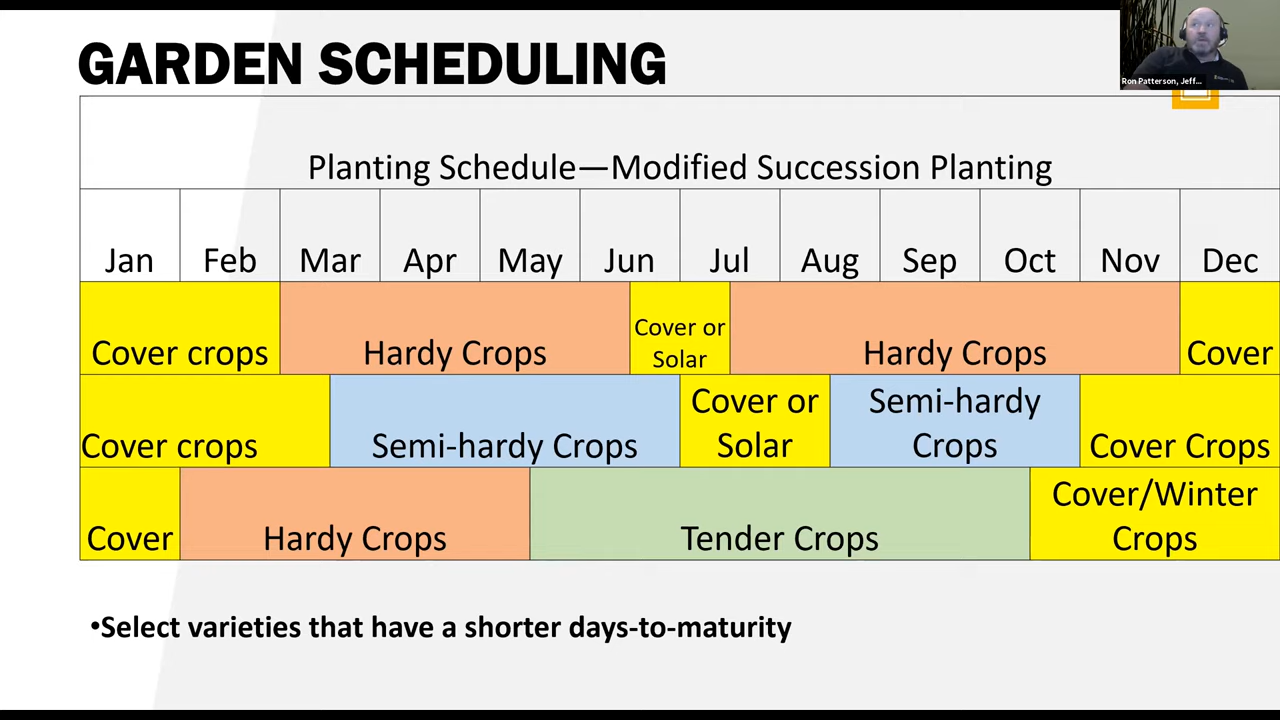 GARDEN SCHEDULING
Ron Patterson, Jeff...
Planting Schedule—Modified Succession Planting
Jan Feb Mar Apr May Jun Jul Aug Sep Oct Nov Dec
Cover crops Hardy Crops Cover or Solar Hardy Crops Cover
Cover crops Semi-hardy Crops Cover or Solar Semi-hardy Crops Cover Crops
Cover Hardy Crops Tender Crops Cover/Winter Crops
•Select varieties that have a shorter days-to-maturity